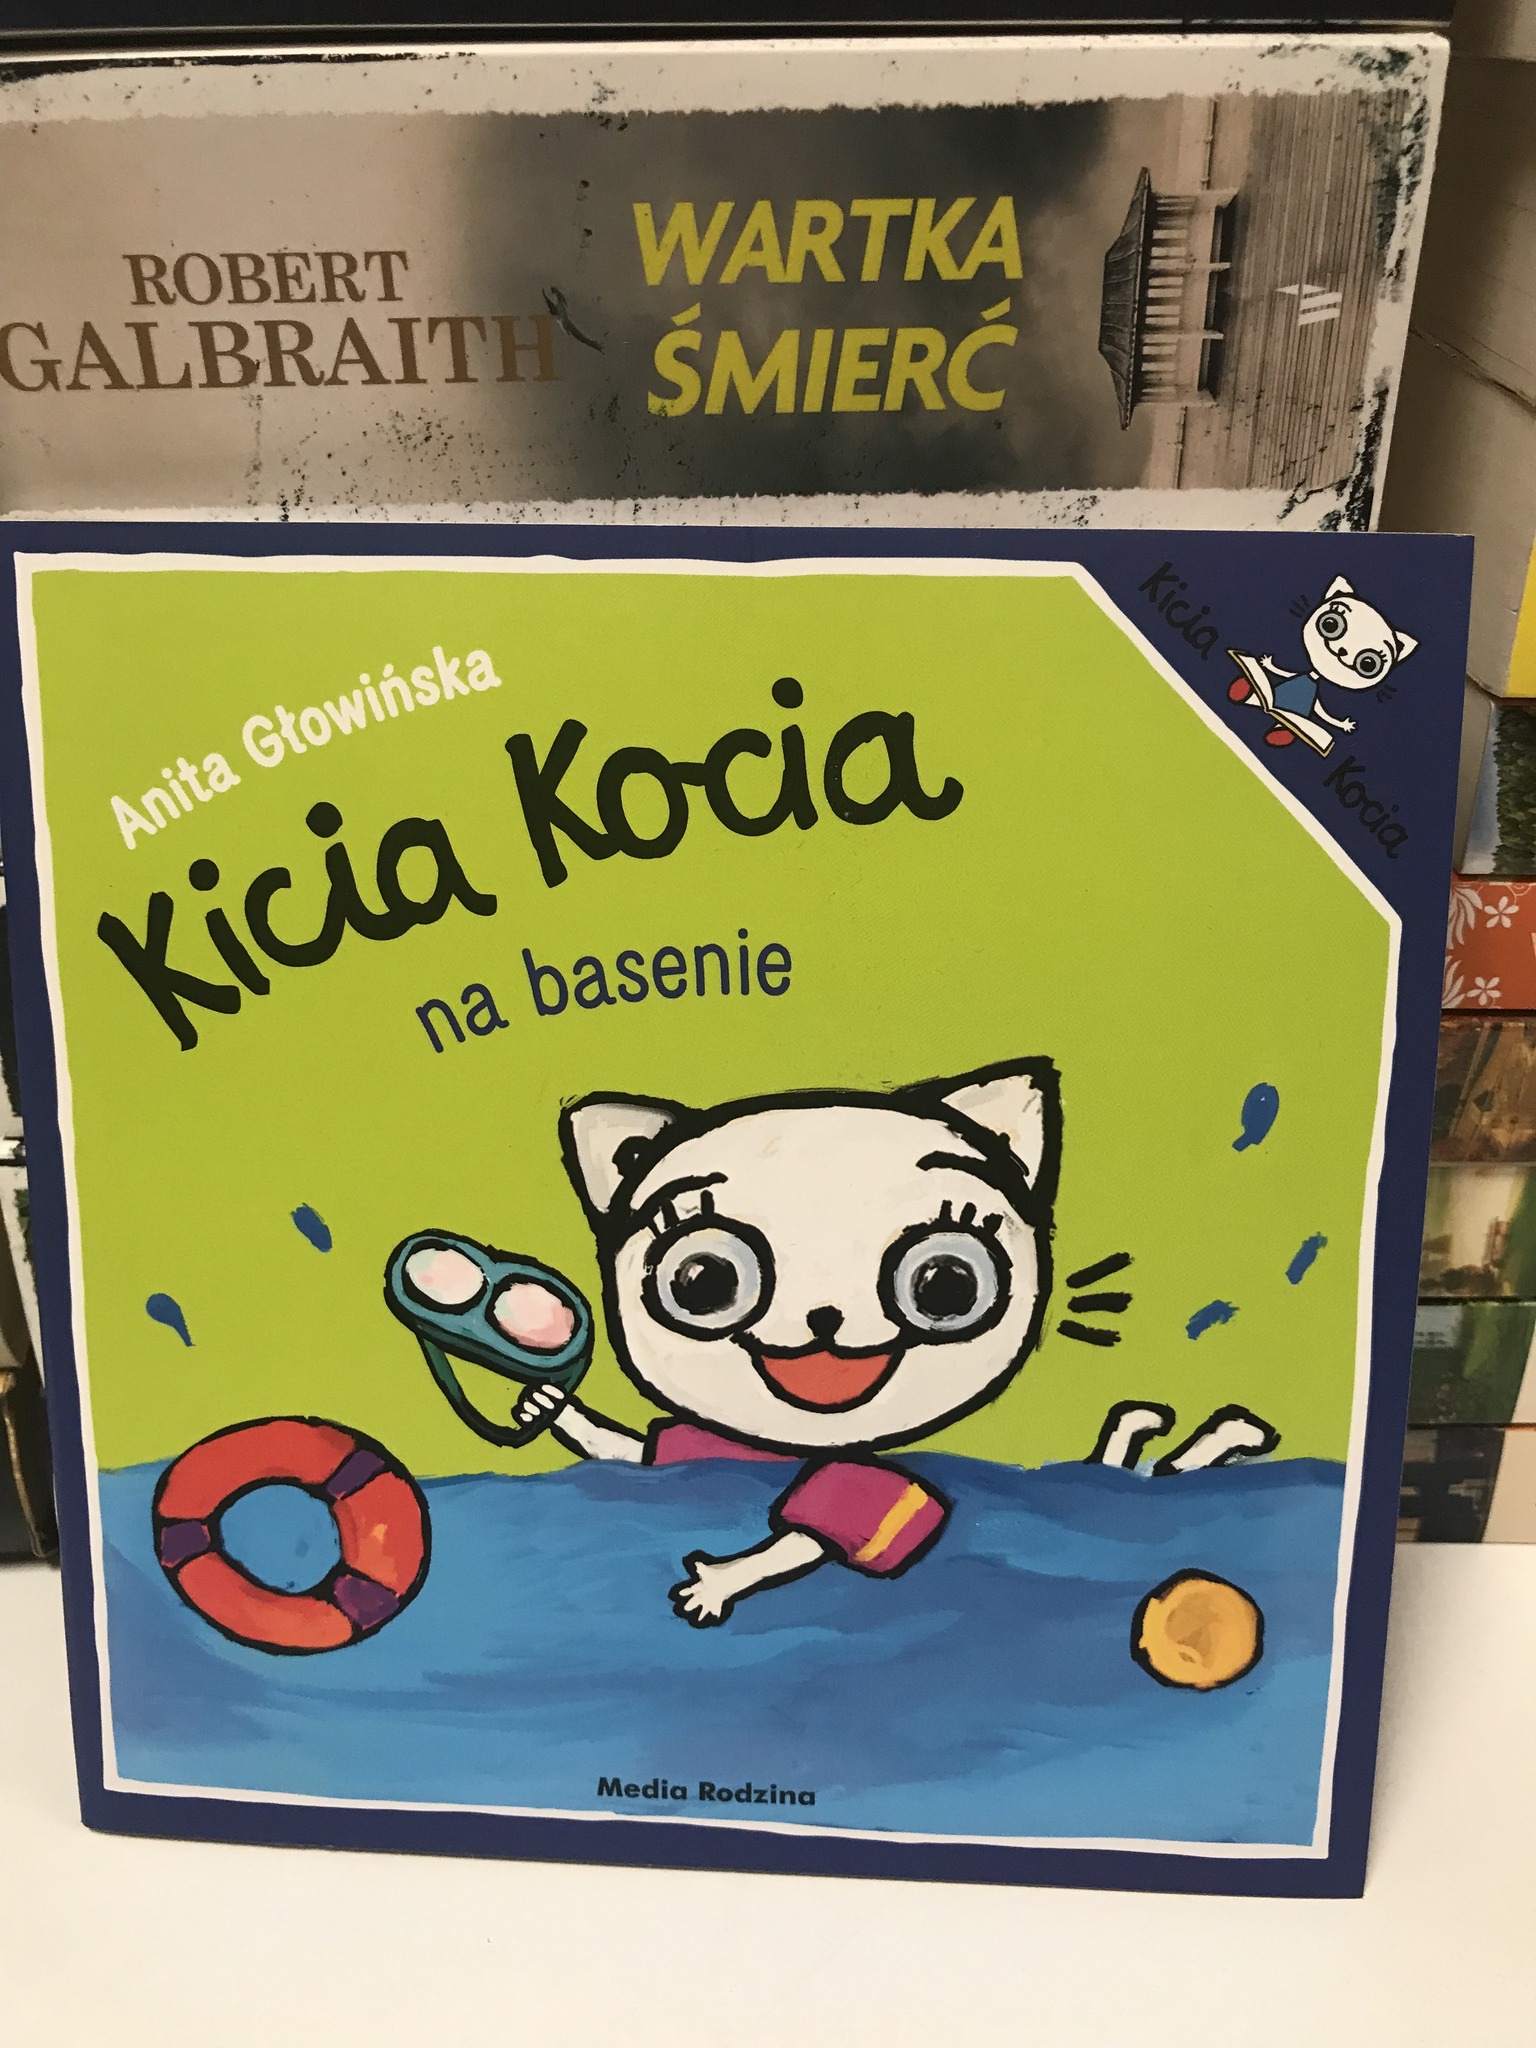 ROBERT
GALBRAITH
WARTKA
ŚMIERĆ
Kicia
Kocia
Anita Głowińska
Kicia Kocia
na basenie
Media Rodzina